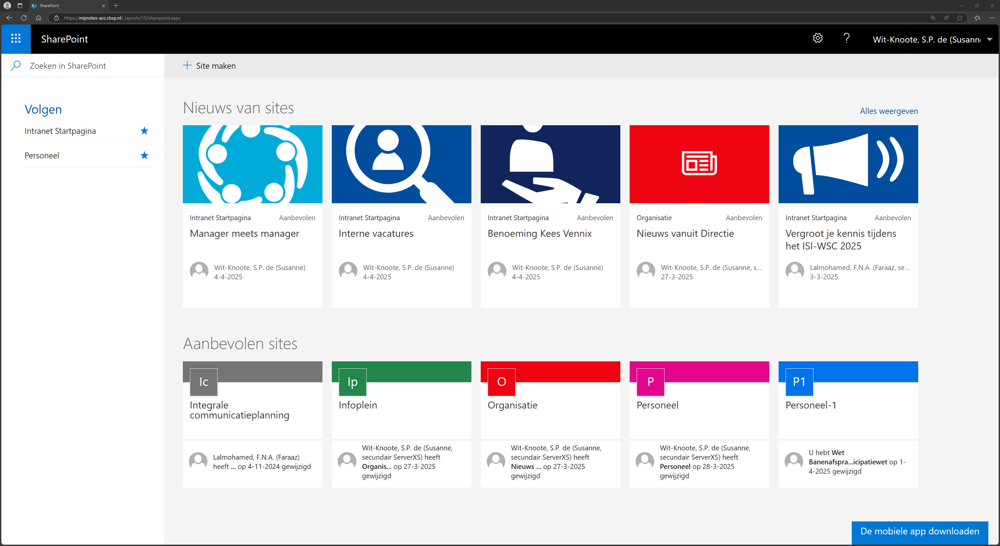 SharePoint
https://mijnsites-acc.cbsp.nl/_layouts/15/sharepoint.aspx
SharePoint
Wit-Knoote, S.P. de (Susann
Zoeken in SharePoint
Site maken
Volgen
Intranet Startpagina
Personeel
Nieuws van sites
Alles weergeven
Intranet Startpagina Aanbevolen
Manager meets manager
Wit-Knoote, S.P. de (Susanne)
4-4-2025
Intranet Startpagina Aanbevolen
Interne vacatures
Wit-Knoote, S.P. de (Susanne)
4-4-2025
Intranet Startpagina Aanbevolen
Benoeming Kees Vennix
Wit-Knoote, S.P. de (Susanne)
4-4-2025
Organisatie Aanbevolen
Nieuws vanuit Directie
Wit-Knoote, S.P. de (Susanne, s...
27-3-2025
Intranet Startpagina Aanbevolen
Vergroot je kennis tijdens
het ISI-WSC 2025
Lalmohamed, F.N.A. (Faraaz, se...
3-3-2025
Aanbevolen sites
Ic
Integrale
communicatieplanning
Lalmohamed, F.N.A. (Faraaz)
heeft ... op 4-11-2024 gewijzigd
Ip
Infoplein
Wit-Knoote, S.P. de (Susanne,
secundair ServerXS) heeft
Organis... op 27-3-2025
gewijzigd
O
Organisatie
Wit-Knoote, S.P. de (Susanne,
secundair ServerXS) heeft
Nieuws ... op 27-3-2025
gewijzigd
P
Personeel
Wit-Knoote, S.P. de (Susanne,
secundair ServerXS) heeft
Personeel op 28-3-2025
gewijzigd
P1
Personeel-1
U hebt Wet
Banenafspra...icipatiewet op 1-
4-2025 gewijzigd
De mobiele app downloaden